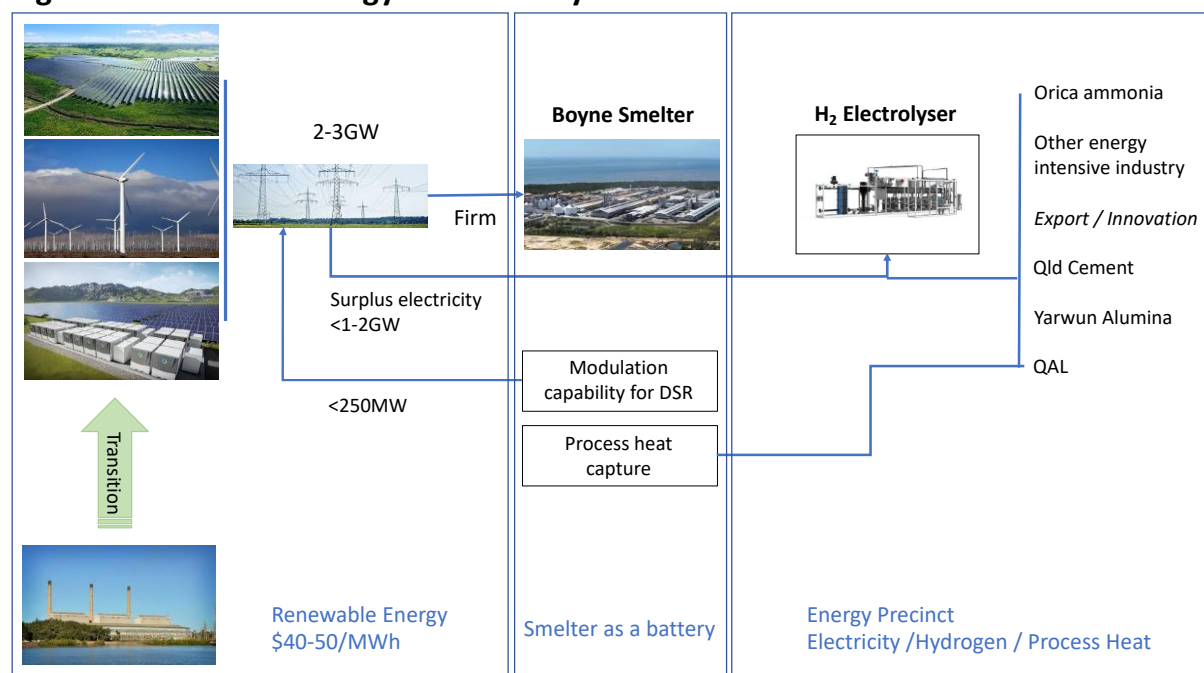 2-3GW
Firm
Surplus electricity
<1-2GW
<250MW
Transition
Renewable Energy
$40-50/MWh
Boyne Smelter
Modulation
capability for DSR
Process heat
capture
Smelter as a battery
H₂ Electrolyser
Orica ammonia
Other energy
intensive industry
Export / Innovation
Qld Cement
Yarwun Alumina
QAL
Energy Precinct
Electricity /Hydrogen / Process Heat